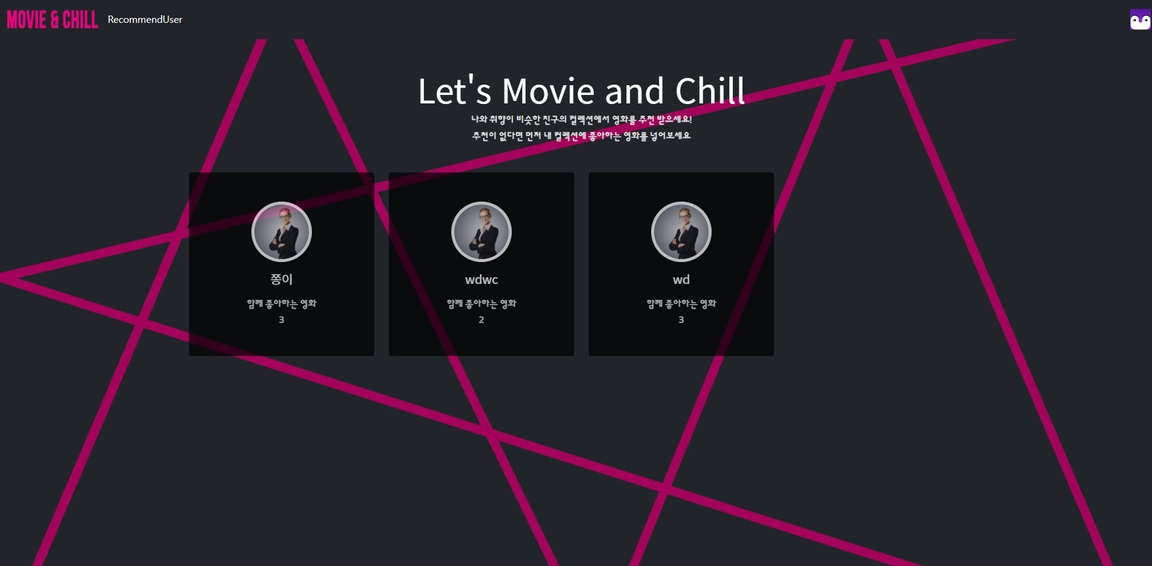 MOVIE & CHILL RecommendUser
Let's Movie and Chill
나와 취향이 비슷한 친구의 컬렉션에서 영화를 추천 받으세요!
추천이 없다면 먼저 내 컬렉션에 좋아하는 영화를 넣어보세요
쫑이
함께 좋아하는 영화
3
wdwc
함께 좋아하는 영화
2
wd
함께 좋아하는 영화
3